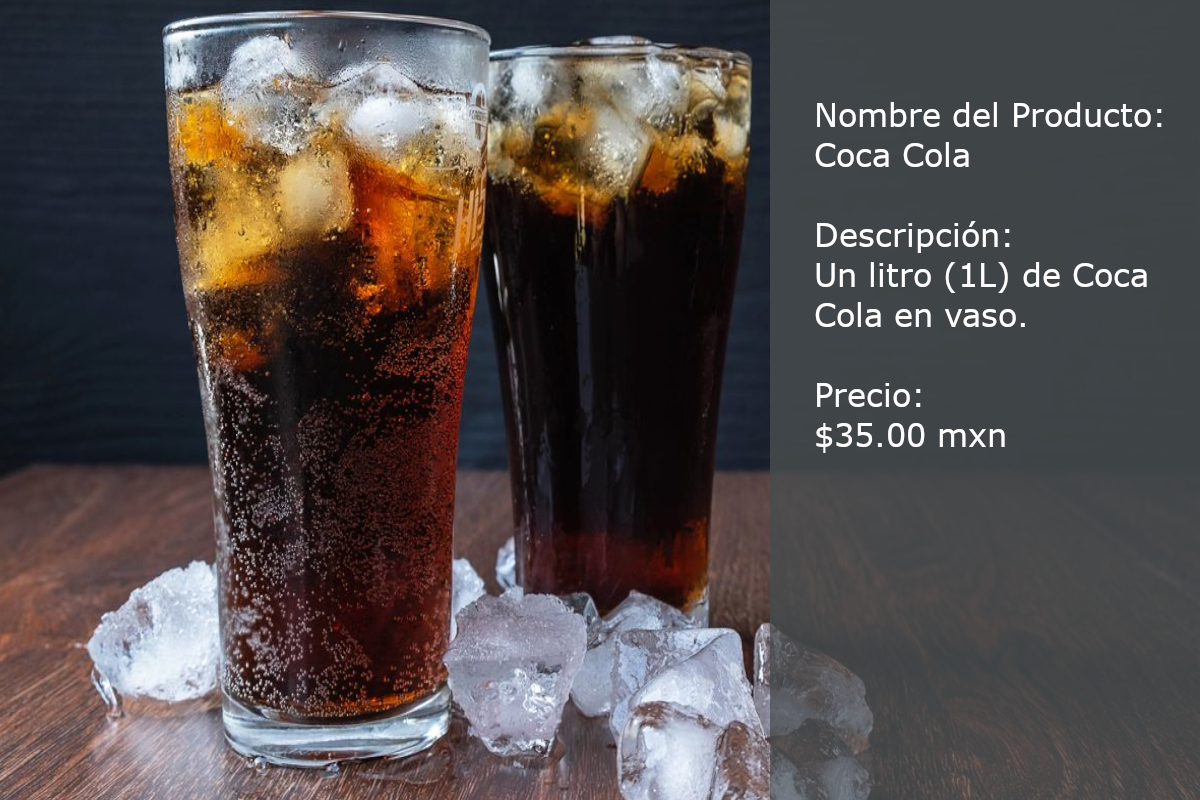 Nombre del Producto:
Coca Cola
Descripción:
Un litro (1L) de Coca
Cola en vaso.
Precio:
$35.00 mxn